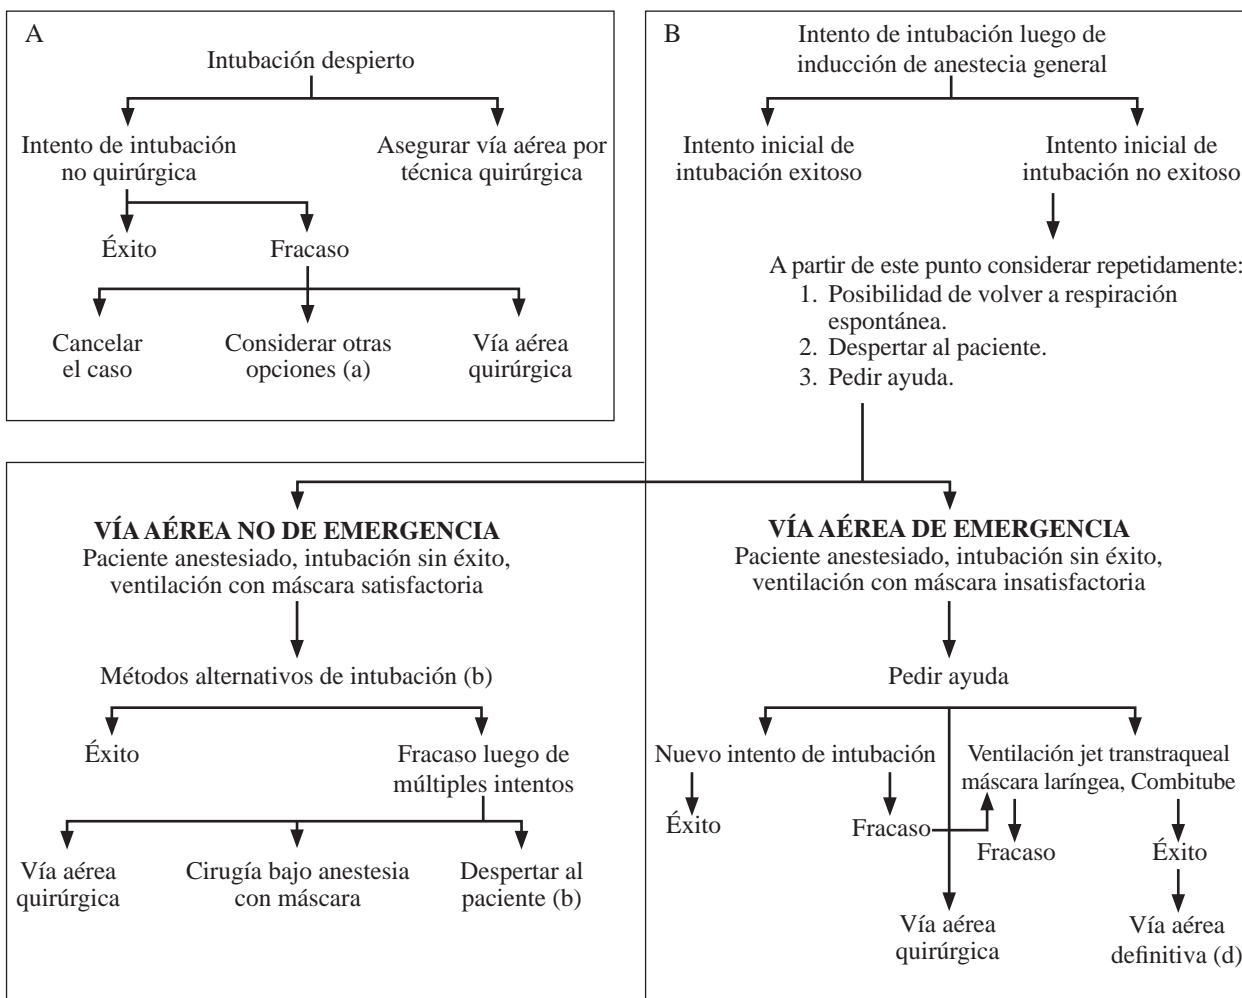 A
Intubación despierto
Intento de intubación
no quirúrgica
Asegurar vía aérea por
técnica quirúrgica
Éxito
Fracaso
Cancelar
el caso
Considerar otras
opciones (a)
Vía aérea
quirúrgica
B
Intento de intubación luego de
inducción de anestecia general
Intento inicial de
intubación exitoso
Intento inicial de
intubación no exitoso
A partir de este punto considerar repetidamente:
1. Posibilidad de volver a respiración
espontánea.
2. Despertar al paciente.
3. Pedir ayuda.
VÍA AÉREA NO DE EMERGENCIA
Paciente anestesiado, intubación sin éxito,
ventilación con máscara satisfactoria
Métodos alternativos de intubación (b)
Éxito
Fracaso luego de
múltiples intentos
Vía aérea
quirúrgica
Cirugía bajo anestesia
con máscara
Despertar al
paciente (b)
VÍA AÉREA DE EMERGENCIA
Paciente anestesiado, intubación sin éxito,
ventilación con máscara insatisfactoria
Pedir ayuda
Nuevo intento de intubación
Ventilación jet transtraqueal
máscara laríngea, Combitube
Éxito
Fracaso
Fracaso
Éxito
Vía aérea
quirúrgica
Vía aérea
definitiva (d)